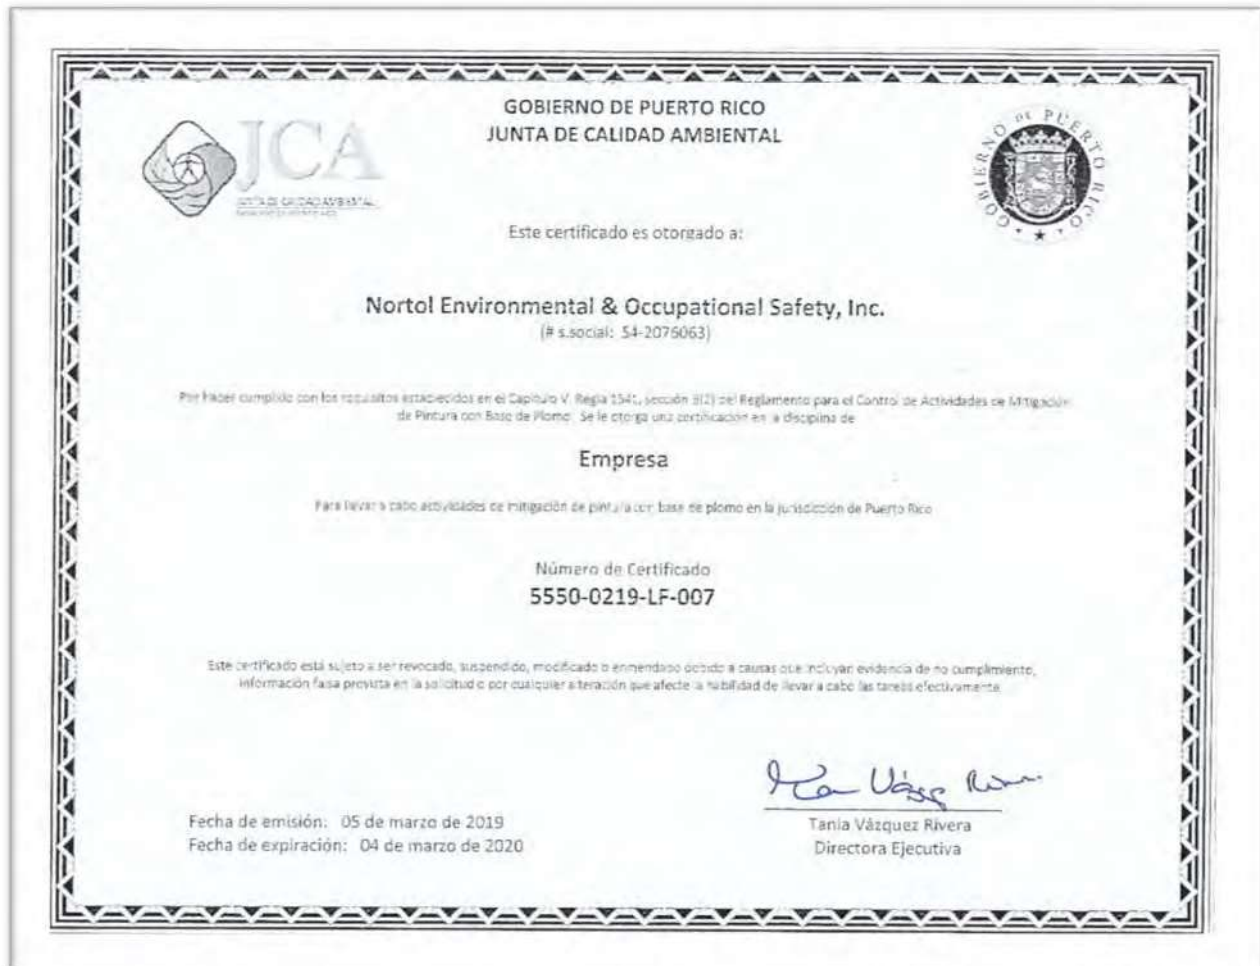 GOBIERNO DE PUERTO RICO
JUNTA DE CALIDAD AMBIENTAL
JCA
JUNTA DE CALIDAD AMBIENTAL
GOBIERNO DE PUERTO RICO
Este certificado es otorgado a:
Nortol Environmental & Occupational Safety, Inc.
(# s.social: 54-2076063)
Por haber cumplido con los requisitos establecidos en el Capítulo V, Regla 1541, sección del Reglamento para el Control de Actividades de Mitigación
de Pintura con Base de Plomo. Se le otorga una certificación en la disciplina de
Empresa
Para llevar a cabo actividades de mitigación de pintura con base de plomo en la jurisdicción de Puerto Rico
Número de Certificado
5550-0219-LF-007
Este certificado está sujeto a ser revocado, suspendido, modificado o enmendado debido a causas que incluyan evidencia de no cumplimiento,
información falsa provista en la solicitud o por cualquier alteración que afecte la habilidad de llevar a cabo las tareas efectivamente
Fecha de emisión: 05 de marzo de 2019
Fecha de expiración: 04 de marzo de 2020
Tania Vázquez Rivera
Directora Ejecutiva